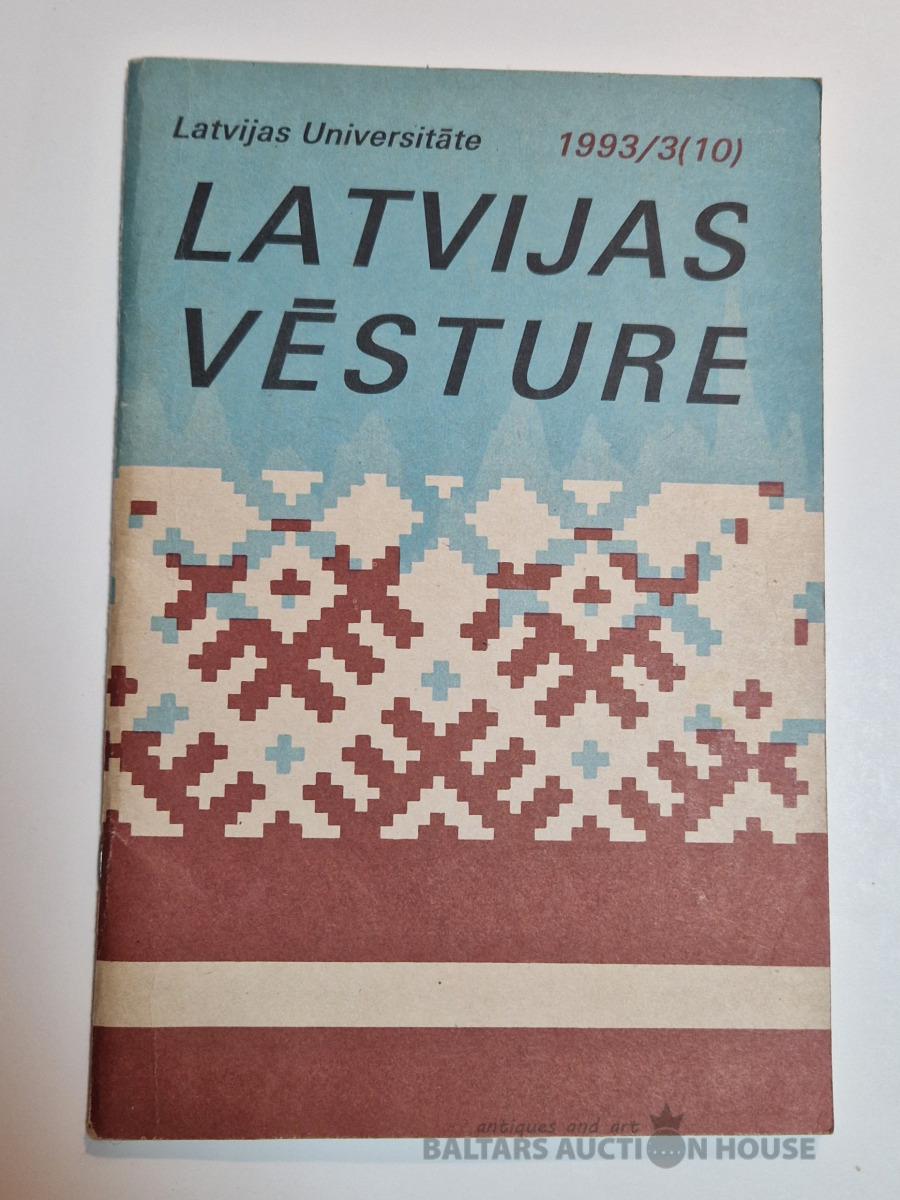 Latvijas Universitāte 1993/3(10)
LATVIJAS
VĒSTURE
antiques and art
BALTARS AUCTION HOUSE